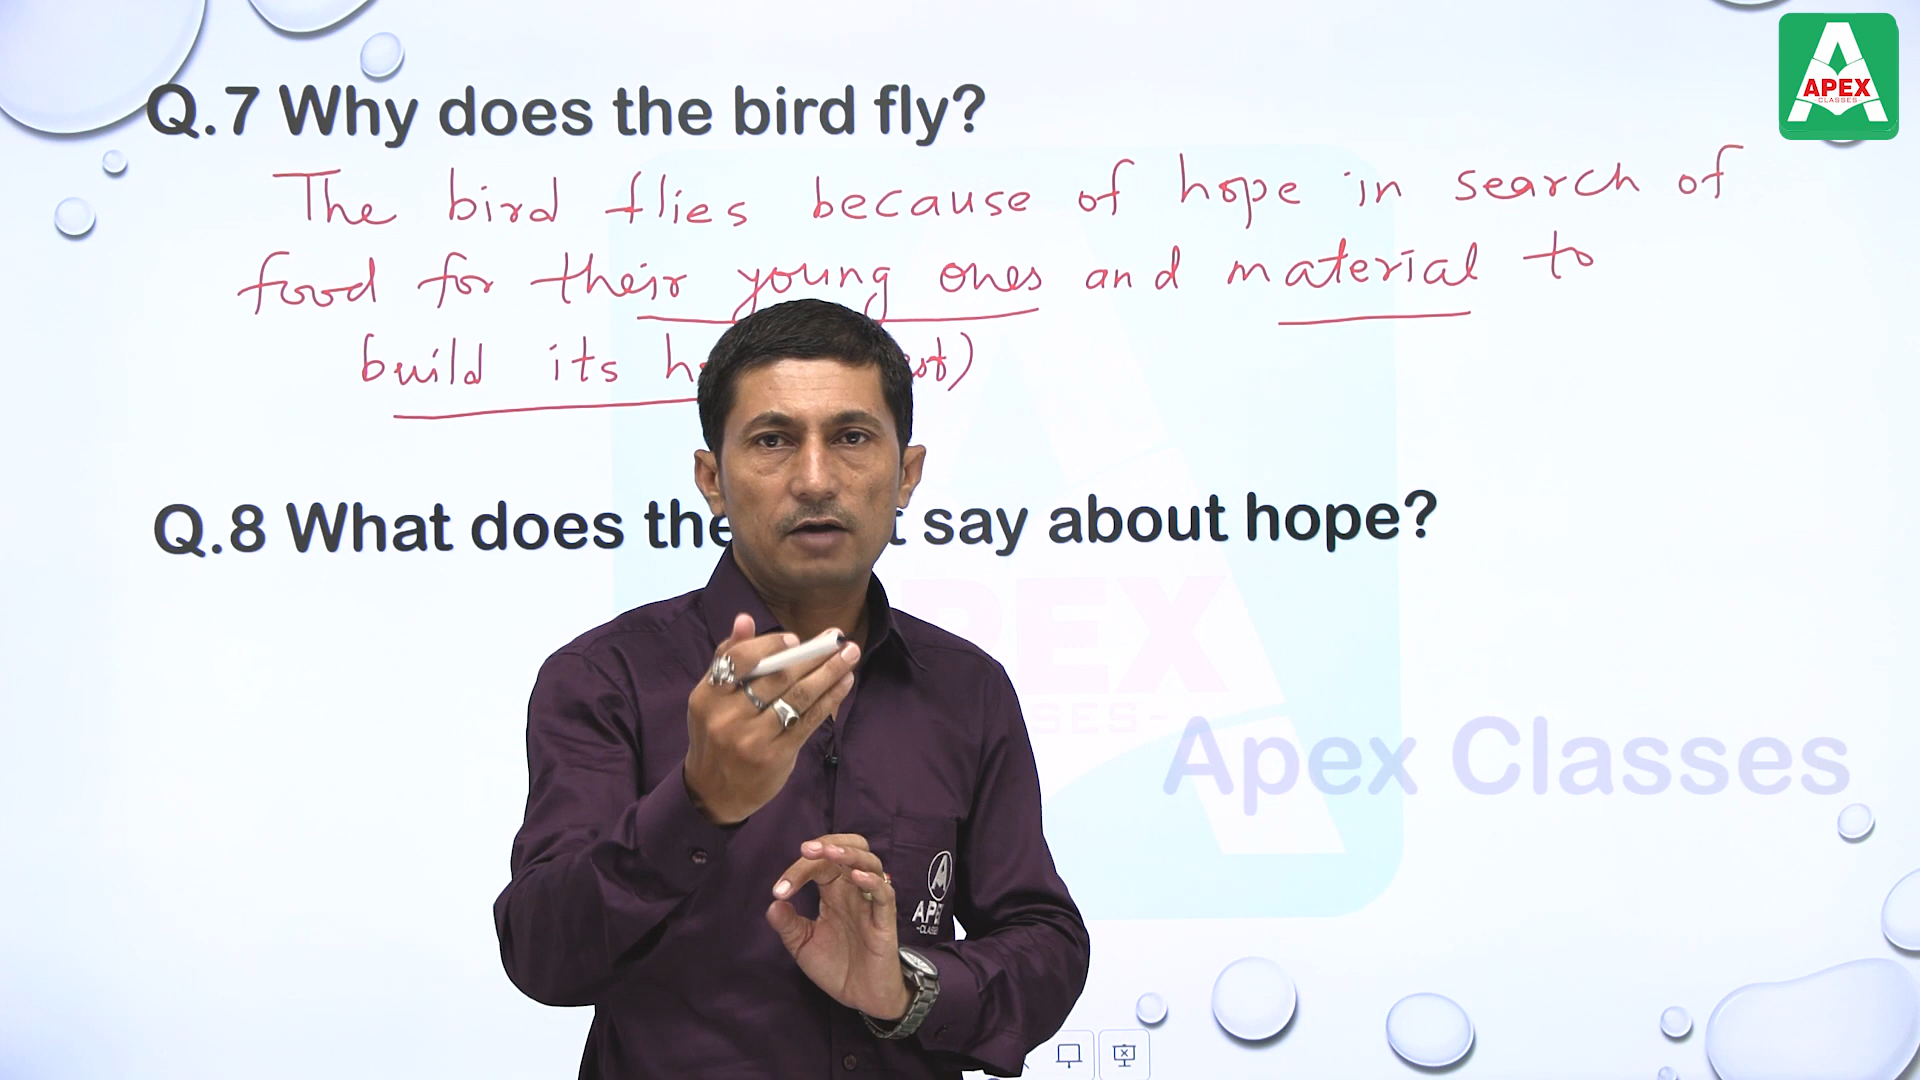 APEX
CLASSES
Q.7 Why does the bird fly?
The bird flies because of hope in search of
food for their young ones and material to
build its
Q.8 What does the say about hope?
APEX
Apex Classes